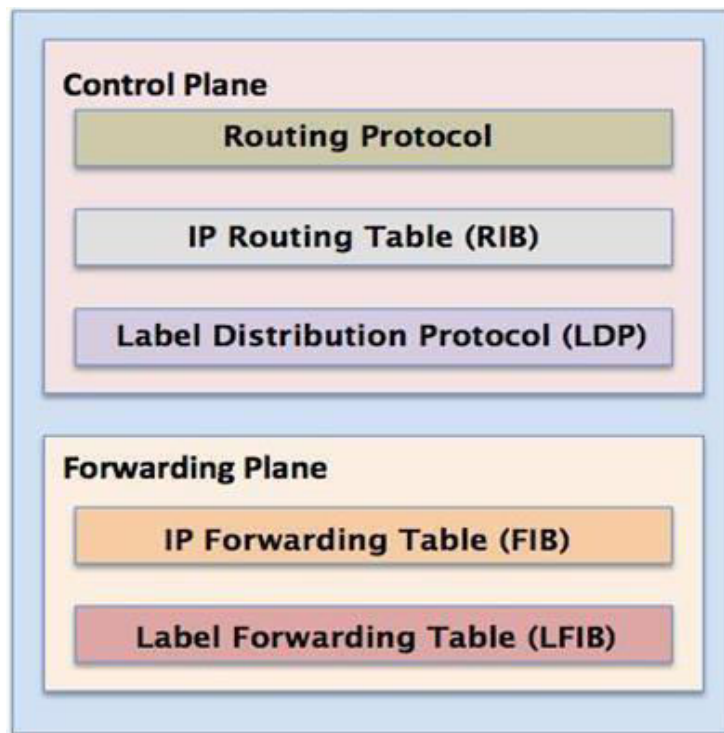 Control Plane
Routing Protocol
IP Routing Table (RIB)
Label Distribution Protocol (LDP)
Forwarding Plane
IP Forwarding Table (FIB)
Label Forwarding Table (LFIB)